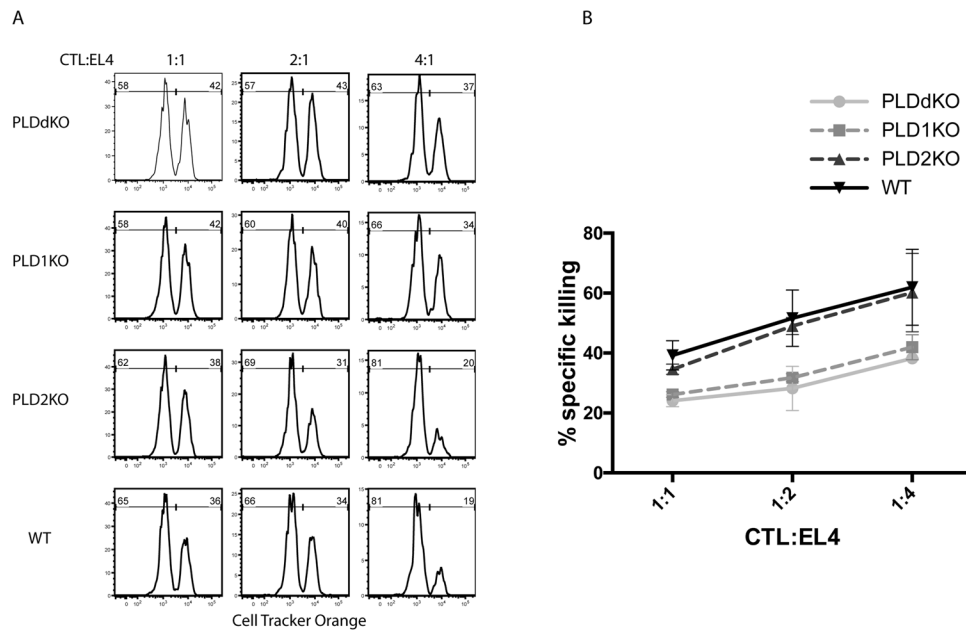 A
CTL:EL4 1:1 2:1 4:1
PLDdKO
58 42
57 43
63 37
PLD1KO
58 42
60 40
66 34
PLD2KO
62 38
69 31
81 20
WT
65 36
66 34
81 19
Cell Tracker Orange
B
PLDdKO
PLD1KO
PLD2KO
WT
% specific killing
80
60
40
20
0
1:1 1:2 1:4
CTL:EL4